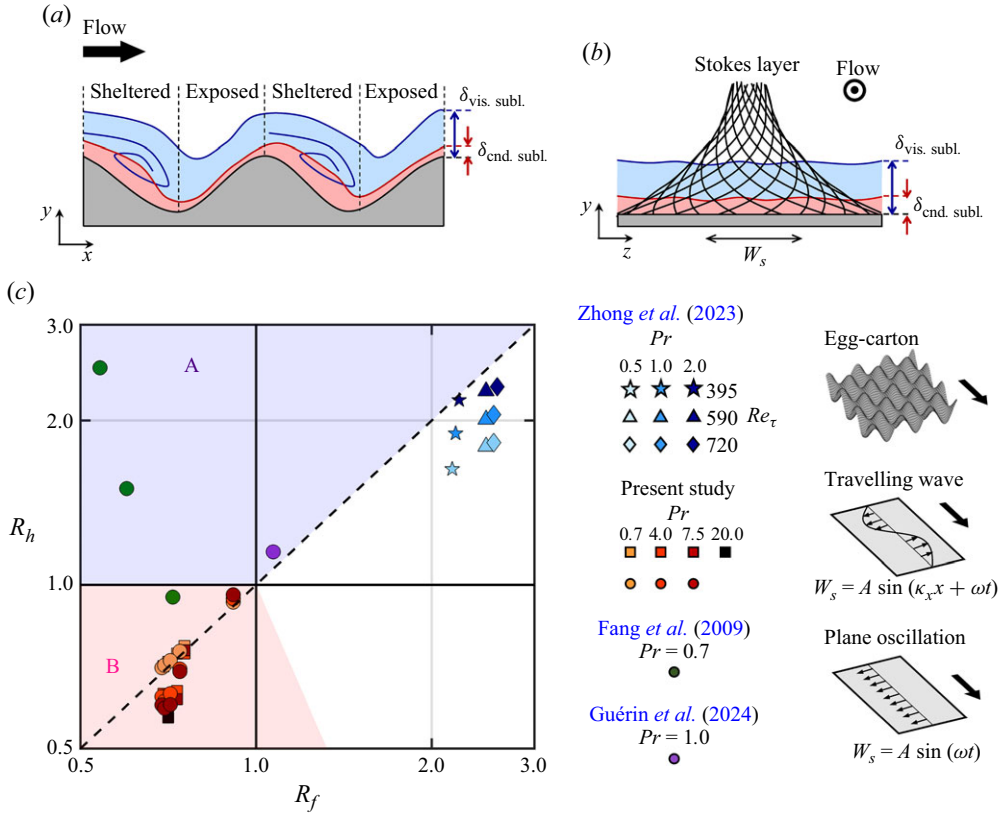 (a)
Flow
Sheltered Exposed Sheltered Exposed
δvis. subl.
δcnd. subl.
y
x
(b)
Stokes layer
Flow
δvis. subl.
δcnd. subl.
y
z
Ws
(c)
3.0
2.0
1.0
0.5
Rh
A
B
0.5 1.0 2.0 3.0
Rf
Zhong et al. (2023)
Pr
0.5 1.0 2.0
395
590 Reτ
720
Present study
Pr
0.7 4.0 7.5 20.0
Fang et al. (2009)
Pr = 0.7
Guérin et al. (2024)
Pr = 1.0
Egg-carton
Travelling wave
Ws = A sin (κx x + ωt)
Plane oscillation
Ws = A sin (ωt)